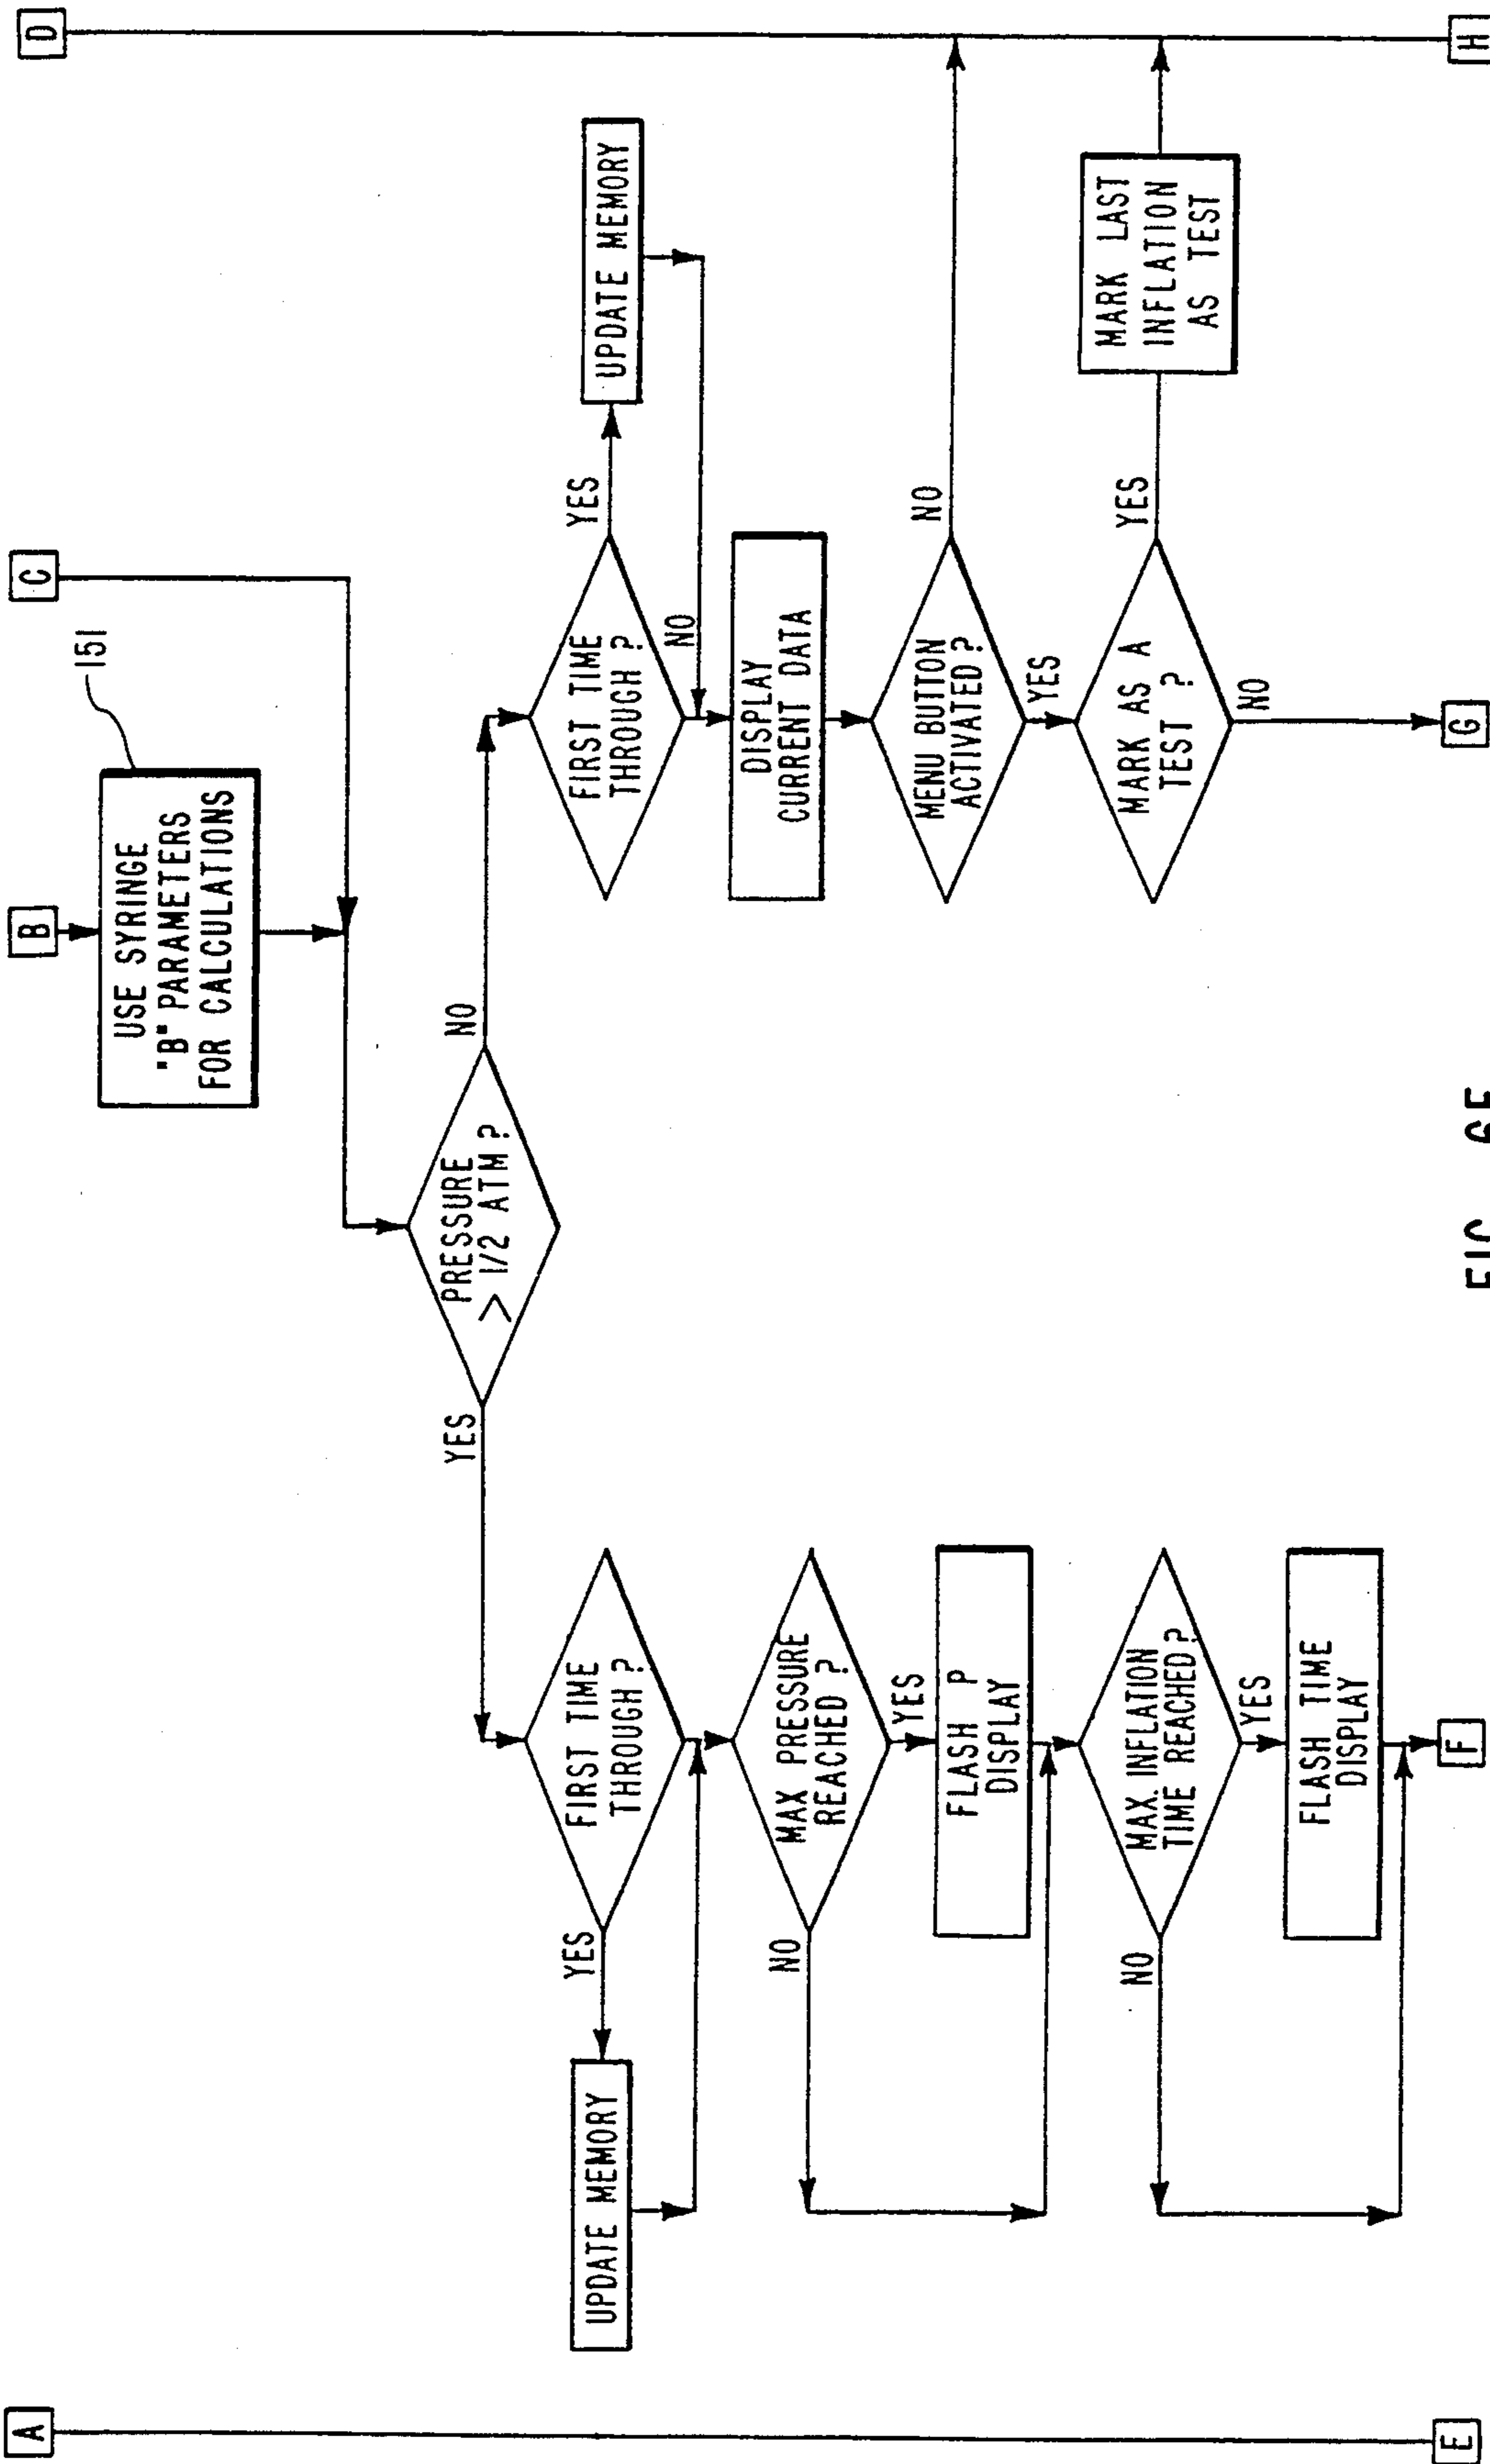 A
B
C
D
USE SYRINGE
"B" PARAMETERS
FOR CALCULATIONS
151
PRESSURE
> 1/2 ATM ?
YES
NO
FIRST TIME
THROUGH ?
YES
UPDATE MEMORY
MAX PRESSURE
REACHED ?
NO
YES
FLASH P
DISPLAY
MAX. INFLATION
TIME REACHED ?
NO
YES
FLASH TIME
DISPLAY
FIRST TIME
THROUGH ?
YES
UPDATE MEMORY
NO
DISPLAY
CURRENT DATA
MENU BUTTON
ACTIVATED ?
NO
YES
MARK AS A
TEST ?
YES
MARK LAST
INFLATION
AS TEST
NO
E
F
G
H